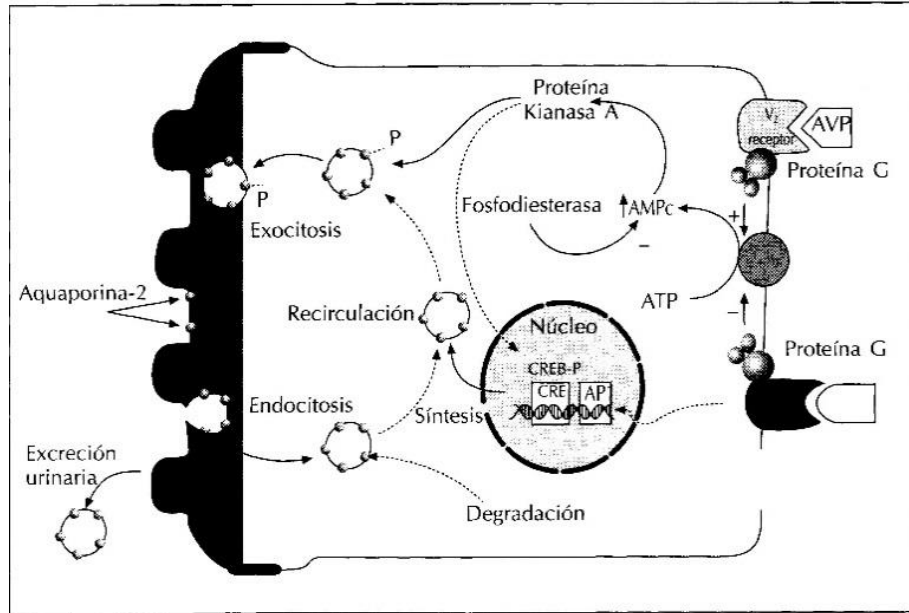 Proteína
Kianasa A
V2
receptor
AVP
Proteína G
P
P
Exocitosis
Fosfodiesterasa
↑AMPc
+
−
ATP
Aquaporina-2
Recirculación
Núcleo
−
Proteína G
CREB-P
CRE
AP
Endocitosis
Síntesis
Excreción
urinaria
Degradación